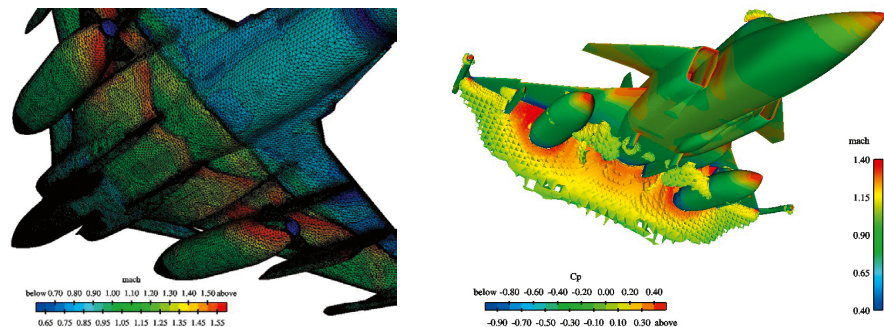 mach
below 0.70 0.80 0.90 1.00 1.10 1.20 1.30 1.40 1.50 above
0.65 0.75 0.85 0.95 1.05 1.15 1.25 1.35 1.45 1.55
Cp
below -0.80 -0.60 -0.40 -0.20 0.00 0.20 0.40
-0.90 -0.70 -0.50 -0.30 -0.10 0.10 0.30 above
mach
1.40
1.15
0.90
0.65
0.40